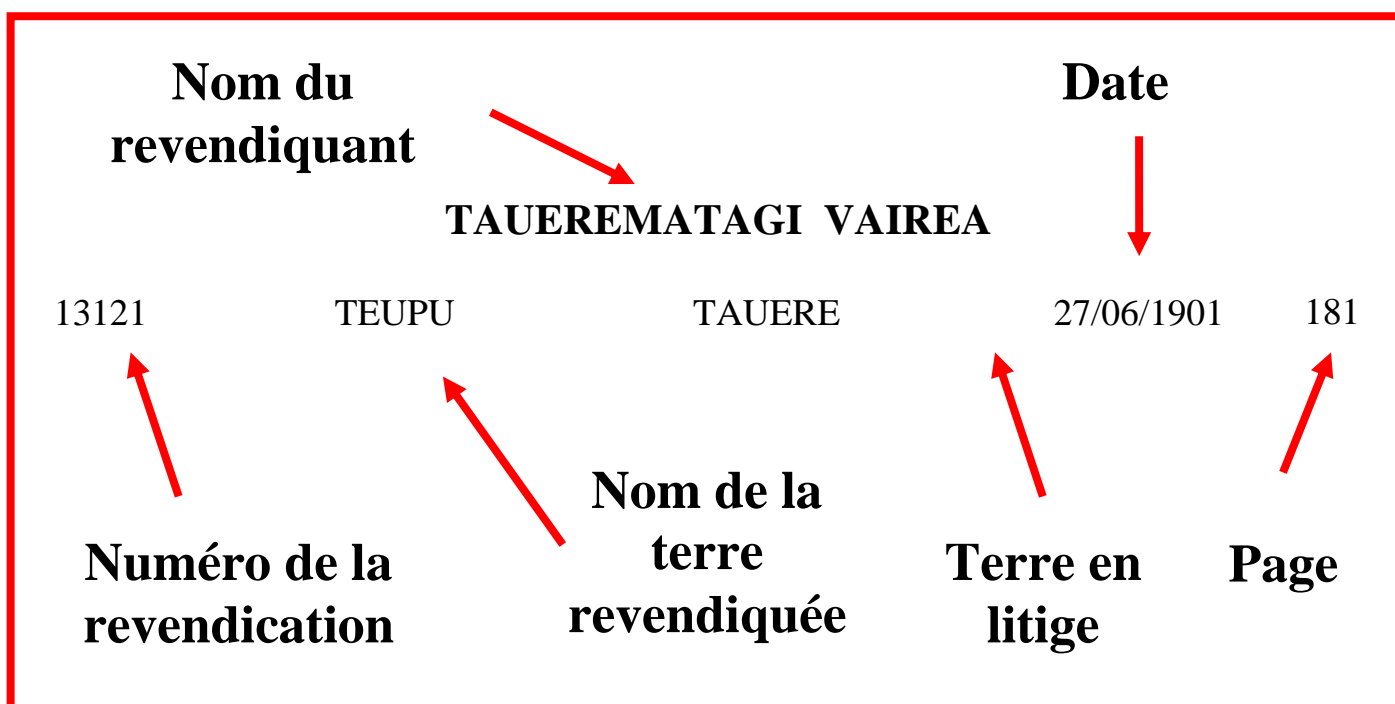 Nom du
revendiquant
Date
TAUEREMATAGI VAIREA
13121 TEUPU TAUERE 27/06/1901 181
Numéro de la
revendication
Nom de la
terre
revendiquée
Terre en
litige
Page